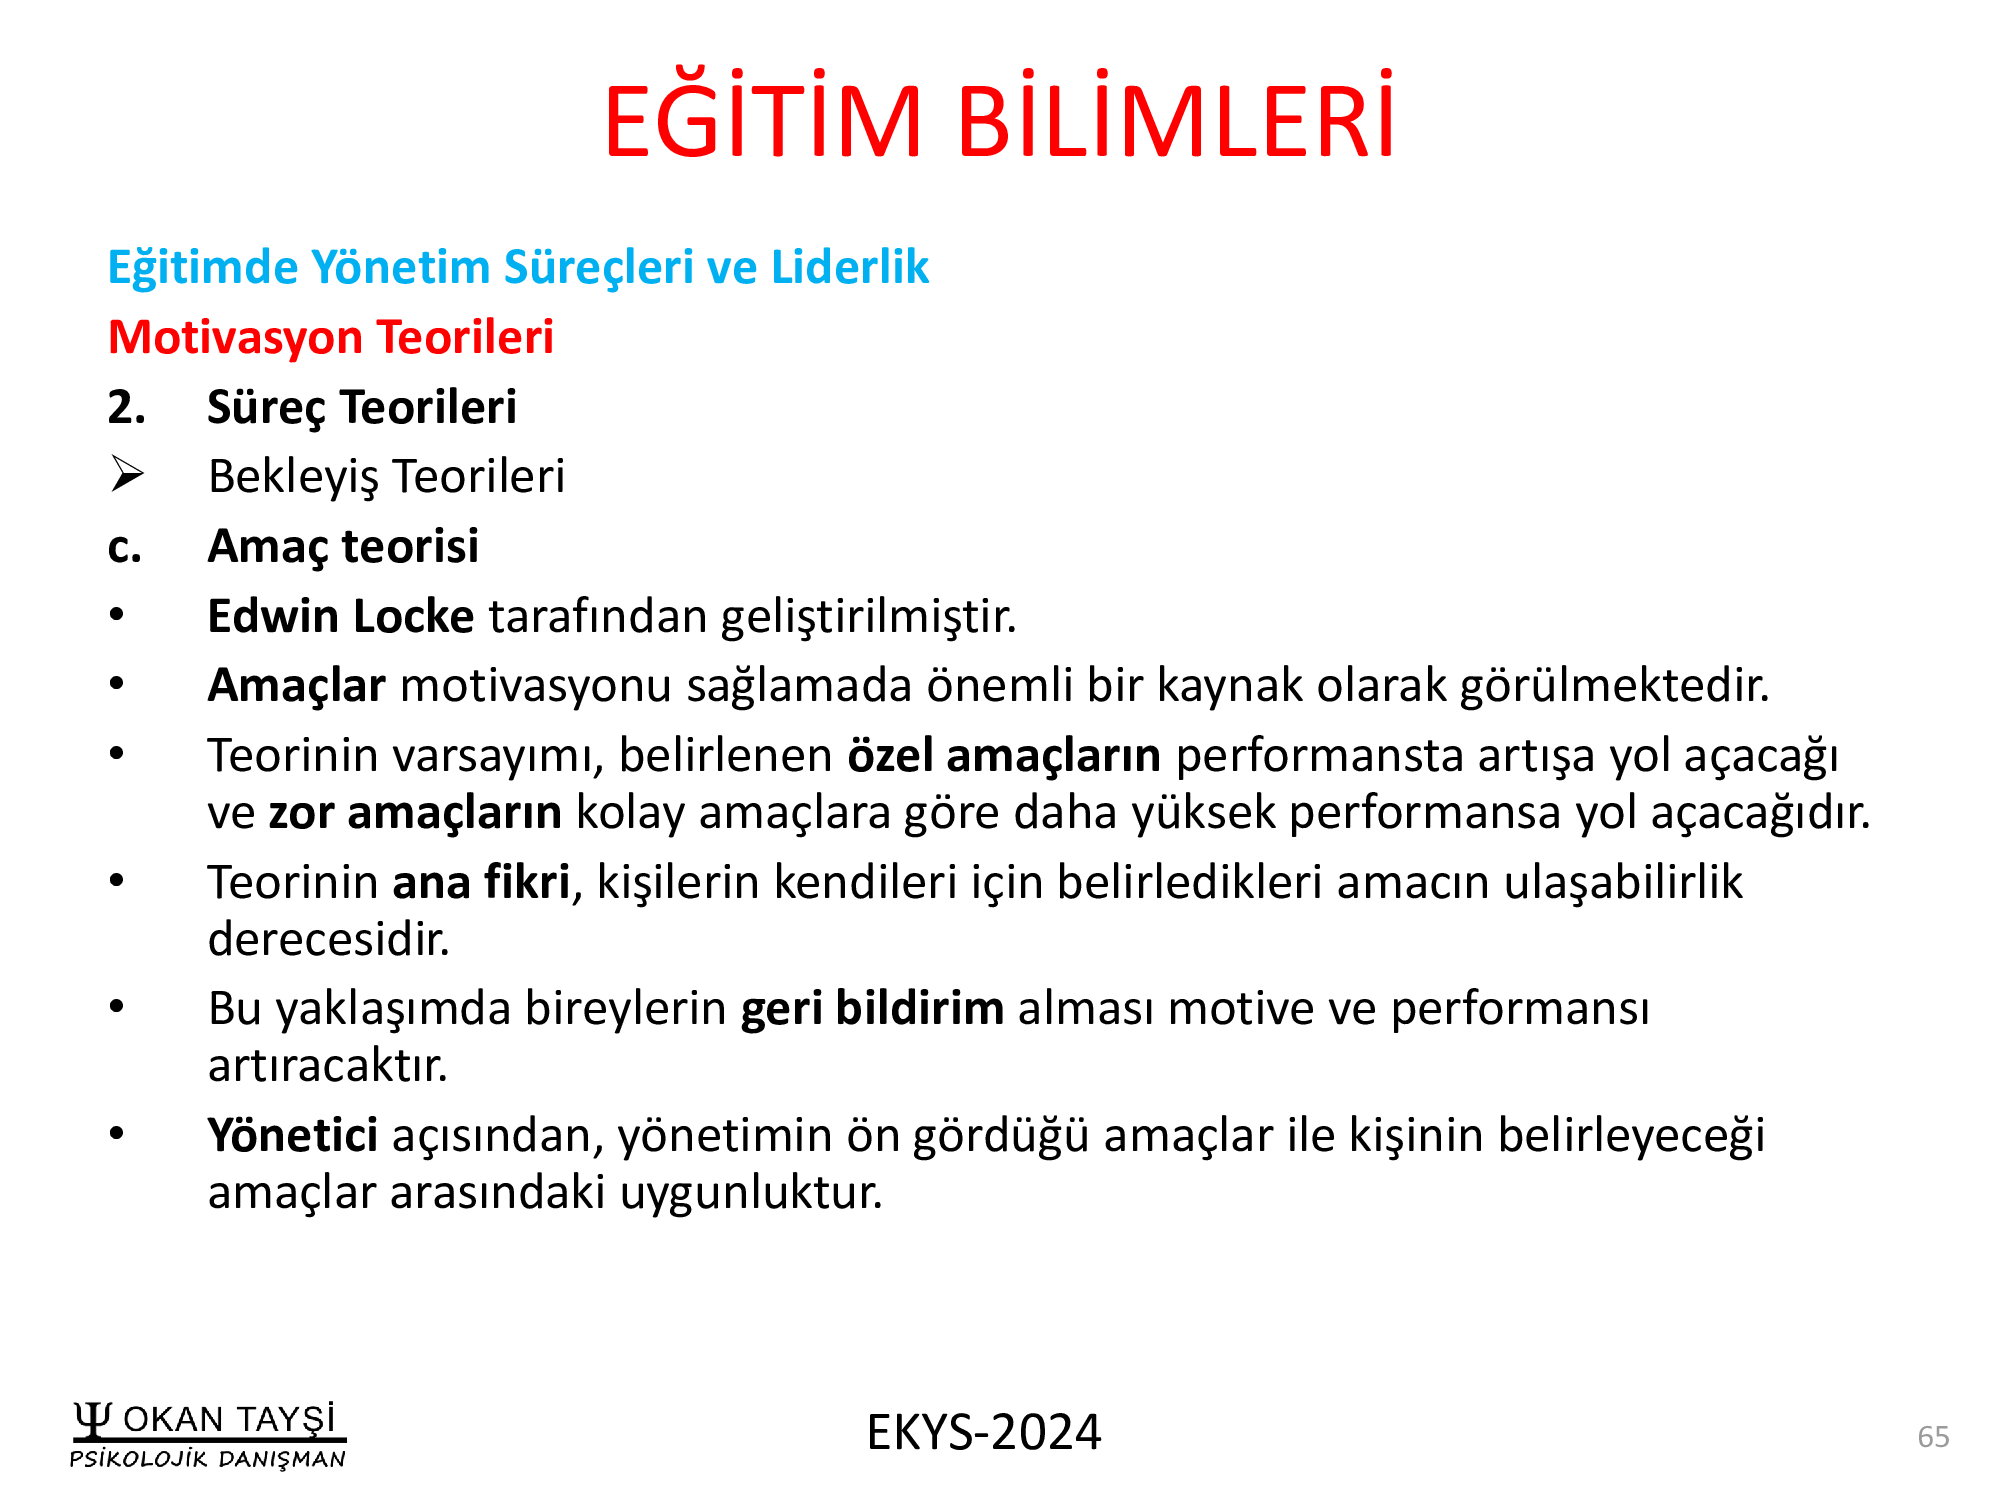 EĞİTİM BİLİMLERİ
Eğitimde Yönetim Süreçleri ve Liderlik
Motivasyon Teorileri
2. Süreç Teorileri
➢ Bekleyiş Teorileri
c. Amaç teorisi
• Edwin Locke tarafından geliştirilmiştir.
• Amaçlar motivasyonu sağlamada önemli bir kaynak olarak görülmektedir.
• Teorinin varsayımı, belirlenen özel amaçların performansta artışa yol açacağı
ve zor amaçların kolay amaçlara göre daha yüksek performansa yol açacağıdır.
• Teorinin ana fikri, kişilerin kendileri için belirledikleri amacın ulaşabilirlik
derecesidir.
• Bu yaklaşımda bireylerin geri bildirim alması motive ve performansı
artıracaktır.
• Yönetici açısından, yönetimin ön gördüğü amaçlar ile kişinin belirleyeceği
amaçlar arasındaki uygunluktur.
Ψ OKAN TAYŞİ
PSİKOLOJİK DANIŞMAN
EKYS-2024
65